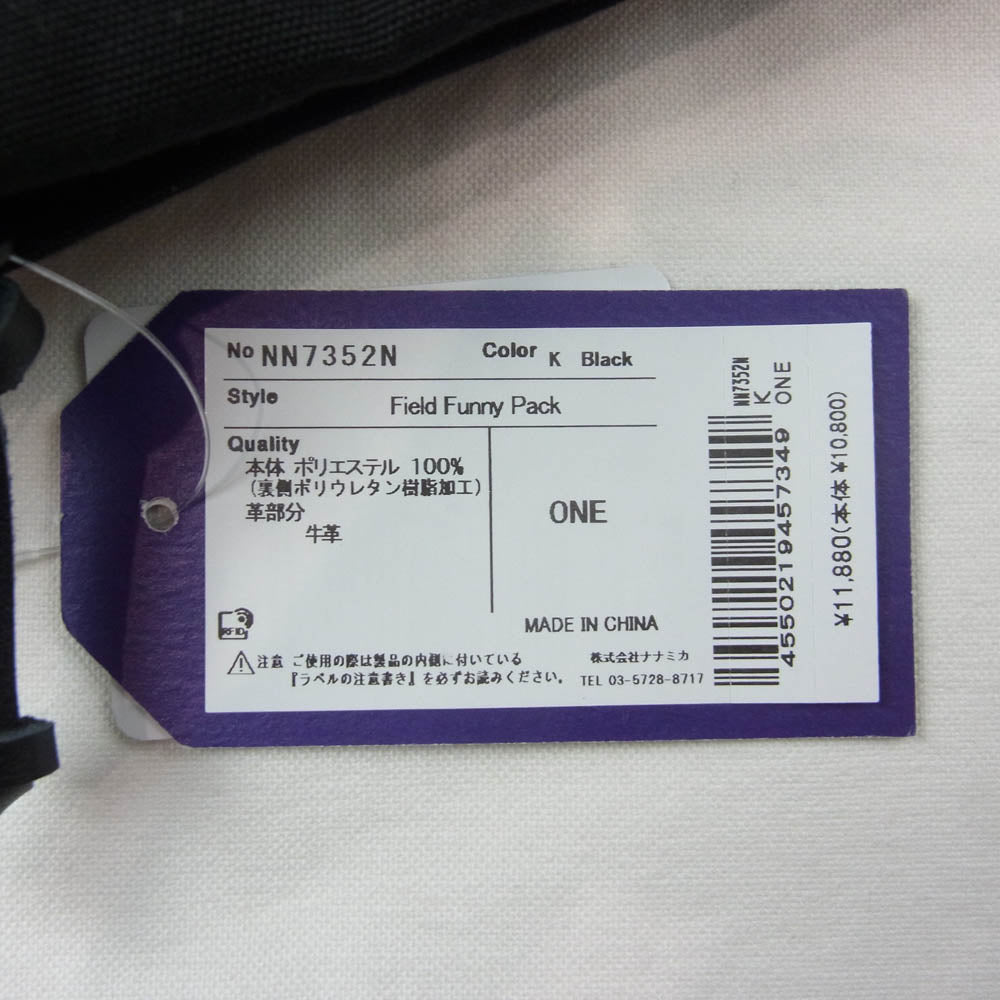 No NN7352N Color K Black
Style Field Funny Pack
Quality
本体 ポリエステル 100%
(裏側ポリウレタン樹脂加工)
革部分
牛革
ONE
MADE IN CHINA
RFID
注意 ご使用の際は製品の内側に付いている
『ラベルの注意書き』を必ずお読みください。
株式会社ナナミカ
TEL 03-5728-8717
NN7352N
K
ONE
4550219457349
¥11,880(本体 ¥10,800)